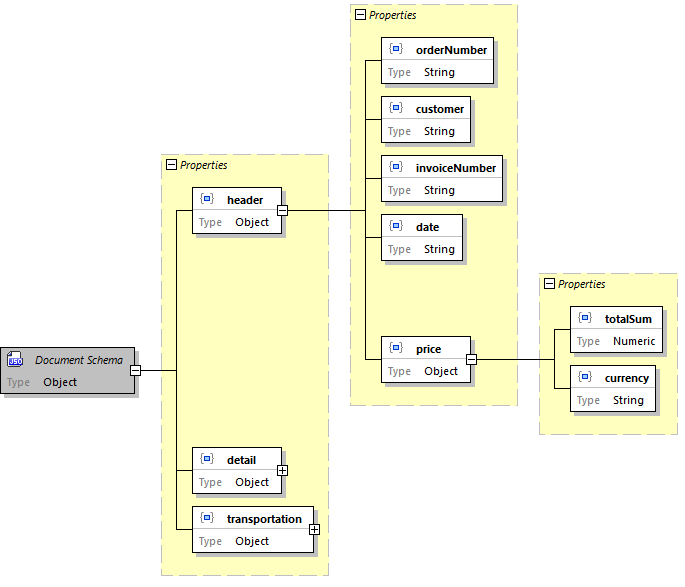 Properties
orderNumber
Type String
customer
Type String
invoiceNumber
Type String
date
Type String
price
Type Object
Properties
header
Type Object
detail
Type Object
transportation
Type Object
Properties
totalSum
Type Numeric
currency
Type String
JSO
Document Schema
Type Object